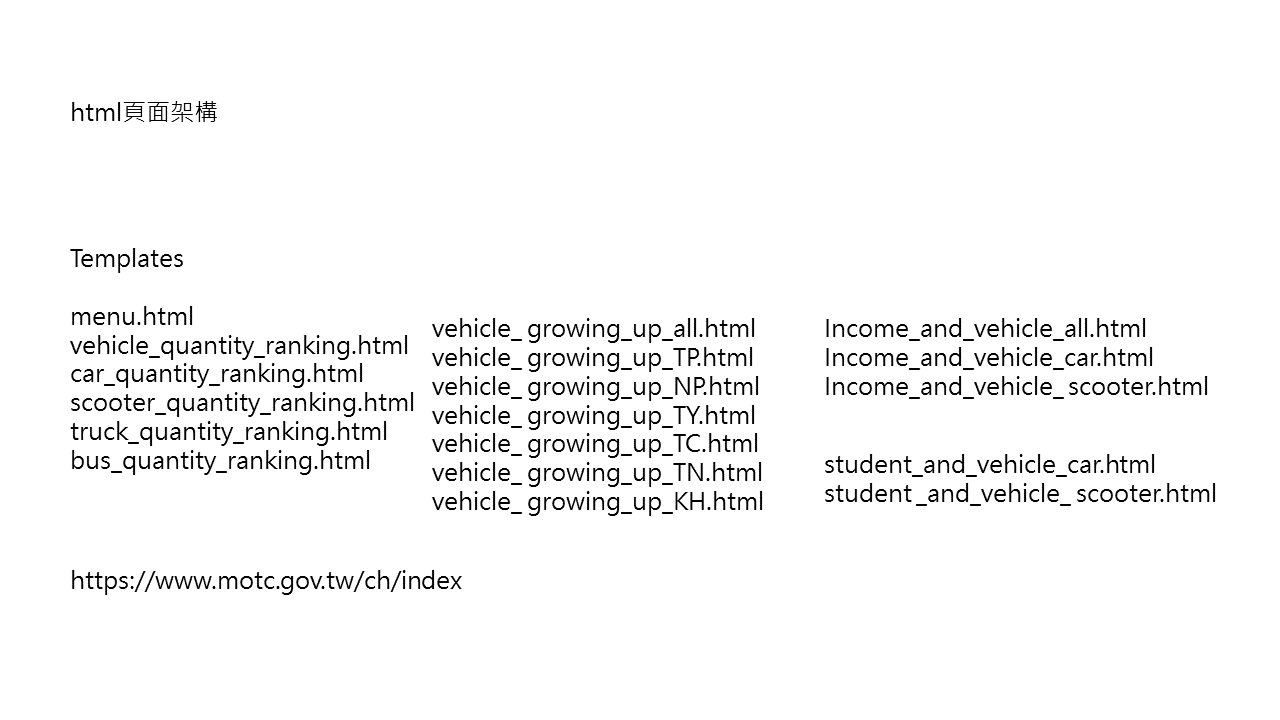 html頁面架構
Templates
menu.html
vehicle_quantity_ranking.html
car_quantity_ranking.html
scooter_quantity_ranking.html
truck_quantity_ranking.html
bus_quantity_ranking.html
vehicle_ growing_up_all.html
vehicle_ growing_up_TP.html
vehicle_ growing_up_NP.html
vehicle_ growing_up_TY.html
vehicle_ growing_up_TC.html
vehicle_ growing_up_TN.html
vehicle_ growing_up_KH.html
Income_and_vehicle_all.html
Income_and_vehicle_car.html
Income_and_vehicle_ scooter.html
student_and_vehicle_car.html
student _and_vehicle_ scooter.html
https://www.motc.gov.tw/ch/index